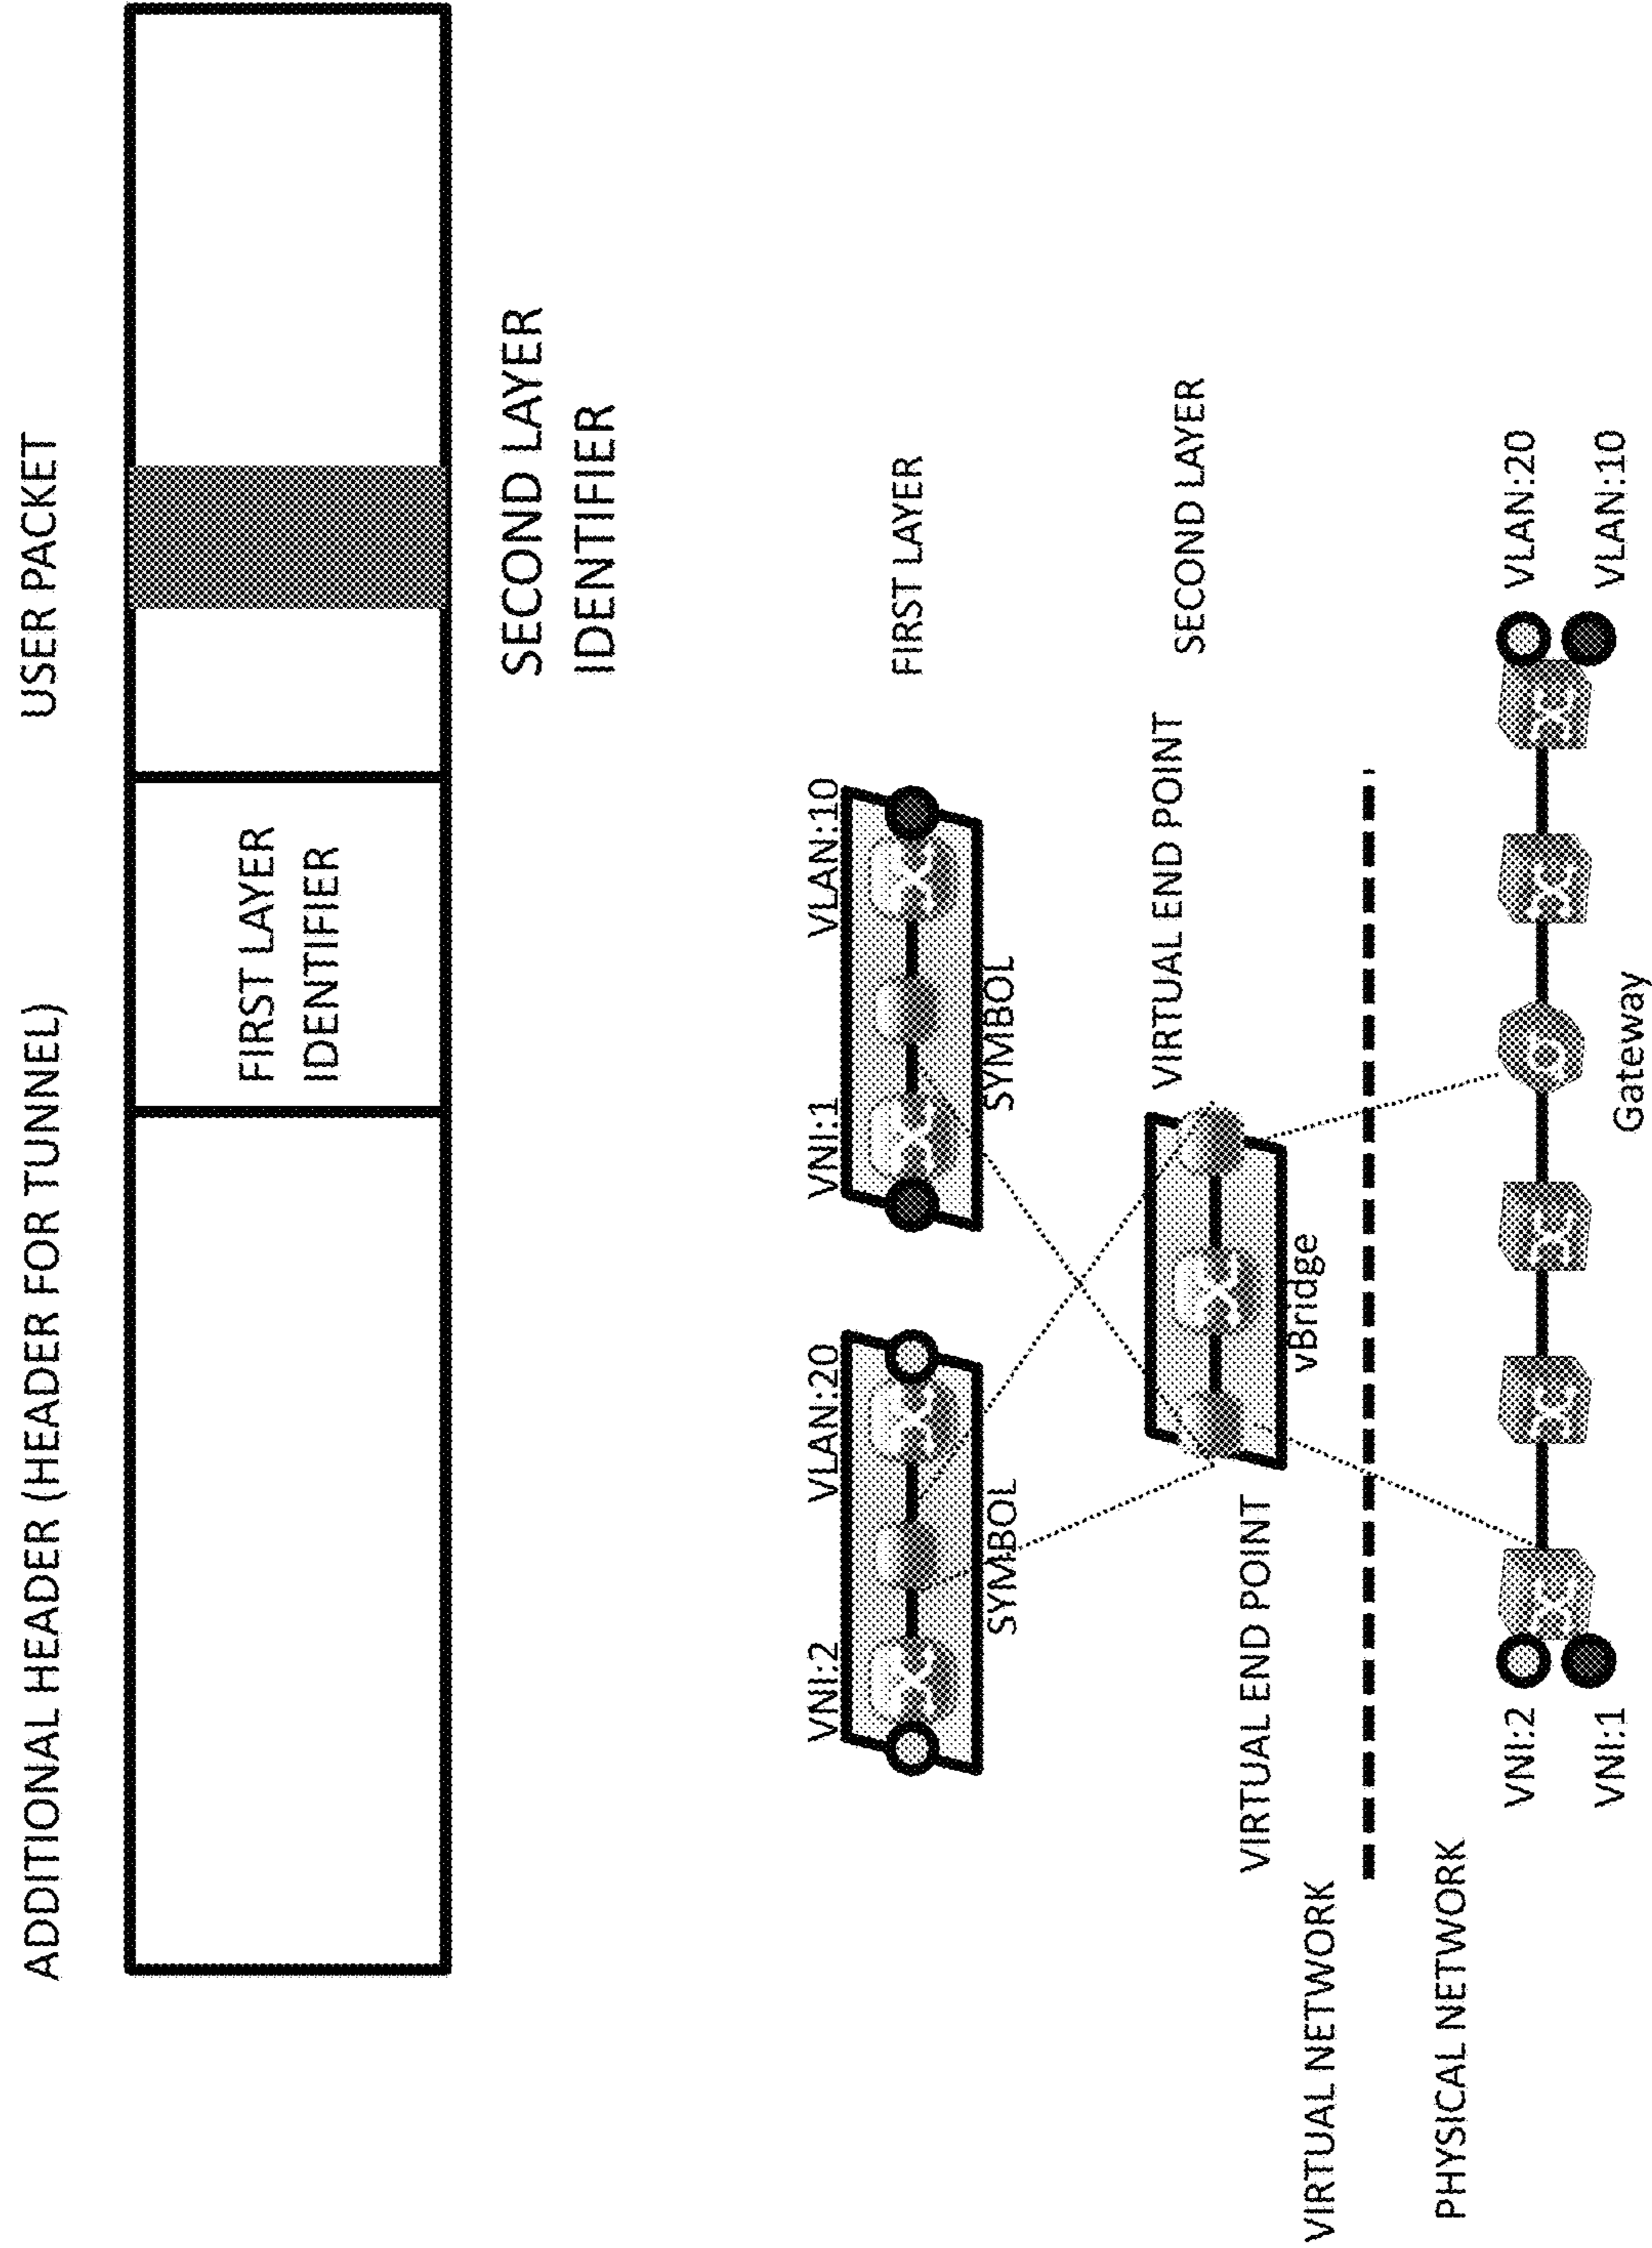 ADDITIONAL HEADER (HEADER FOR TUNNEL)
USER PACKET
FIRST LAYER
IDENTIFIER
SECOND LAYER
IDENTIFIER
VNI:2
VLAN:20
VNI:1
VLAN:10
FIRST LAYER
SYMBOL
SYMBOL
VIRTUAL END POINT
SECOND LAYER
VIRTUAL END POINT
vBridge
VIRTUAL NETWORK
PHYSICAL NETWORK
VNI:2
VLAN:20
VNI:1
VLAN:10
Gateway